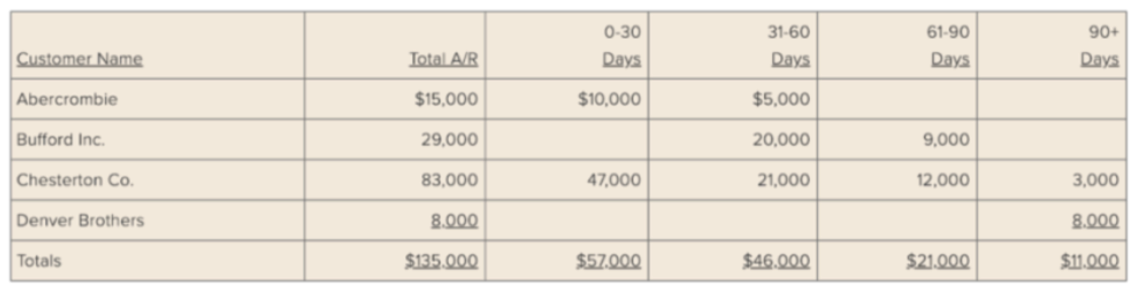 0-30 31-60 61-90 90+
Customer Name Total A/R Days Days Days Days
Abercrombie $15,000 $10,000 $5,000
Bufford Inc. 29,000 20,000 9,000
Chesterton Co. 83,000 47,000 21,000 12,000 3,000
Denver Brothers 8,000 8,000
Totals $135,000 $57,000 $46,000 $21,000 $11,000